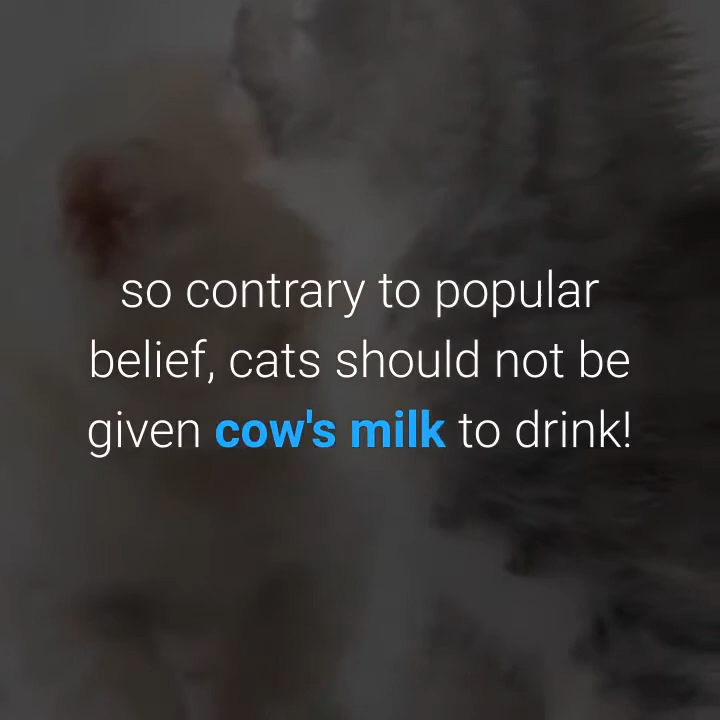 so contrary to popular
belief, cats should not be
given cow's milk to drink!